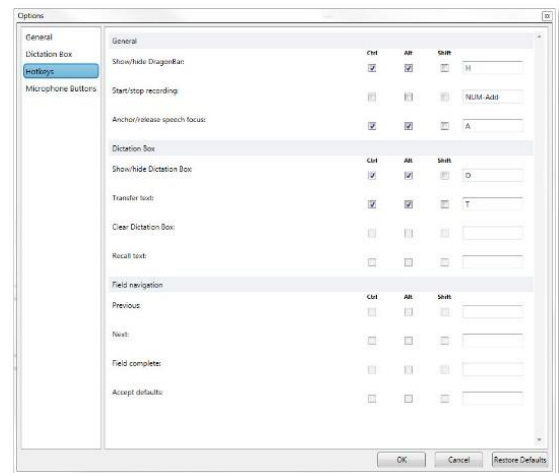 Options
General
Dictation Box
Hotkeys
Microphone Buttons
General
Ctrl Alt Shift
Show/hide DragonBar:
H
Start/stop recording:
NUM-Add
Anchor/release speech focus:
A
Dictation Box
Ctrl Alt Shift
Show/hide Dictation Box:
D
Transfer text:
T
Clear Dictation Box:
Recall text:
Field navigation
Ctrl Alt Shift
Previous:
Next:
Field complete:
Accept defaults:
OK Cancel Restore Defaults